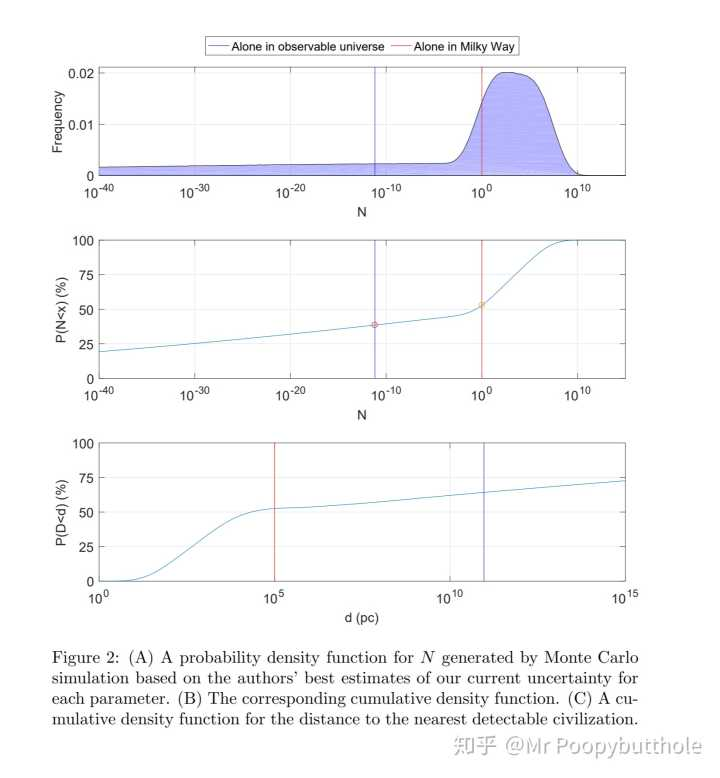 Alone in observable universe Alone in Milky Way
0.02
0.01
0
Frequency
10^-40 10^-30 10^-20 10^-10 10^0 10^10
N
100
75
50
25
0
P(N<x) (%)
10^-40 10^-30 10^-20 10^-10 10^0 10^10
N
100
75
50
25
0
P(D<d) (%)
10^0 10^5 10^10 10^15
d (pc)
Figure 2: (A) A probability density function for N generated by Monte Carlo
simulation based on the authors’ best estimates of our current uncertainty for
each parameter. (B) The corresponding cumulative density function. (C) A cu-
mulative density function for the distance to the nearest detectable civilization.
知乎 @Mr Poopybutthole